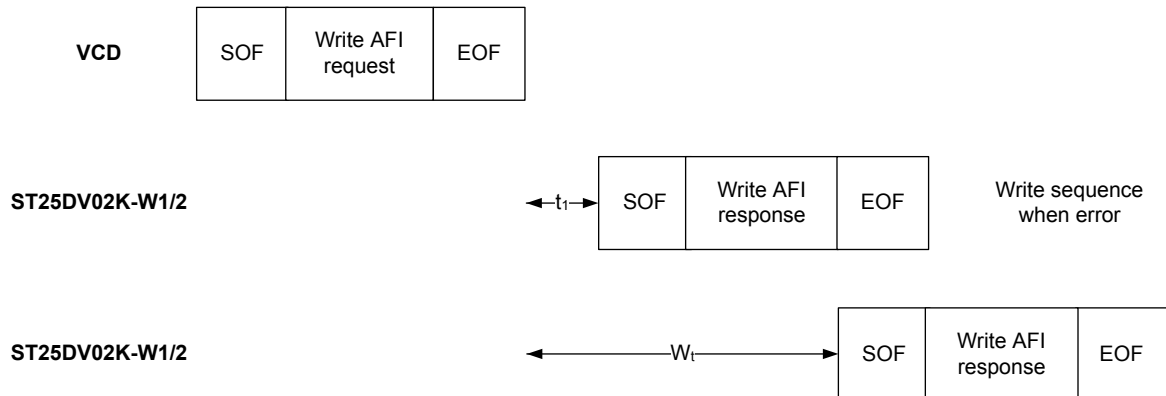 VCD
SOF
Write AFI
request
EOF
ST25DV02K-W1/2
t₁
SOF
Write AFI
response
EOF
Write sequence
when error
ST25DV02K-W1/2
Wₜ
SOF
Write AFI
response
EOF